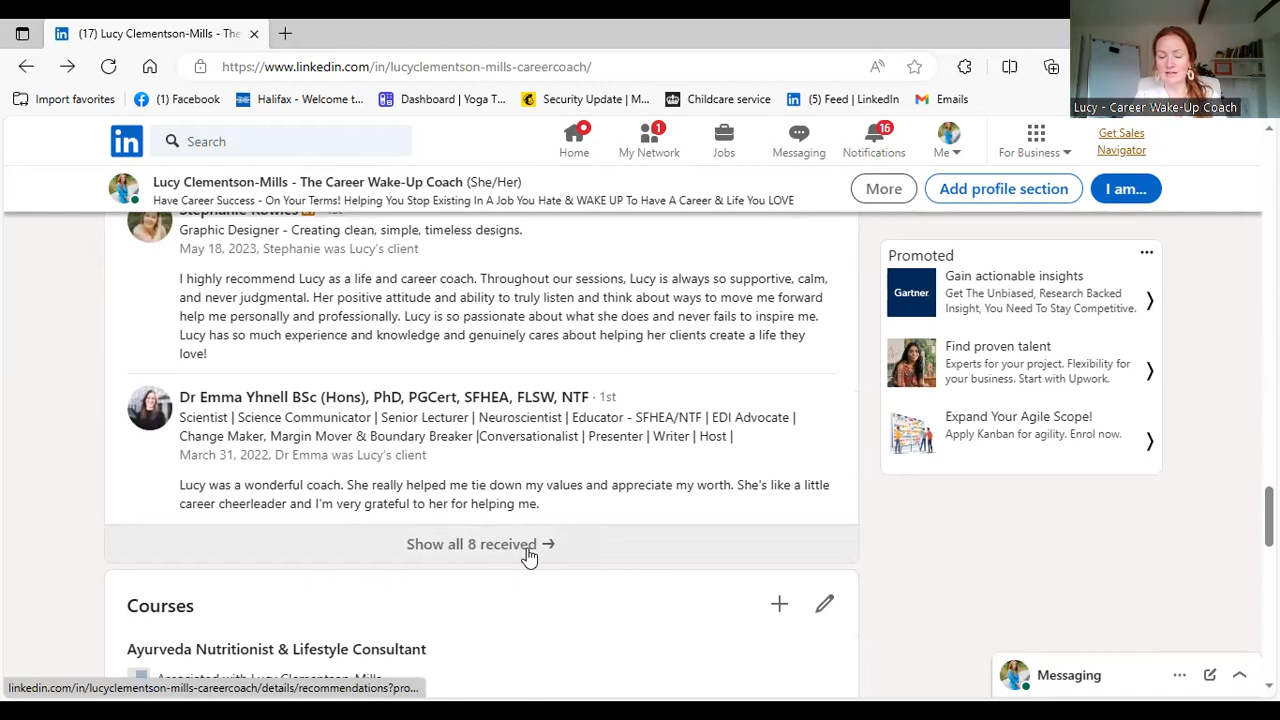 (17) Lucy Clementson-Mills - The
https://www.linkedin.com/in/lucyclementson-mills-careercoach/
Lucy - Career Wake-Up Coach
Import favorites
(1) Facebook
Halifax - Welcome t...
Dashboard | Yoga T...
Security Update | M...
Childcare service
(5) Feed | LinkedIn
Emails
in
Search
Home
1
My Network
Jobs
Messaging
16
Notifications
Me
For Business
Get Sales
Navigator
Lucy Clementson-Mills - The Career Wake-Up Coach (She/Her)
Have Career Success - On Your Terms! Helping You Stop Existing In A Job You Hate & WAKE UP To Have A Career & Life You LOVE
More
Add profile section
I am...
Graphic Designer - Creating clean, simple, timeless designs.
May 18, 2023, Stephanie was Lucy's client
I highly recommend Lucy as a life and career coach. Throughout our sessions, Lucy is always so supportive, calm,
and never judgmental. Her positive attitude and ability to truly listen and think about ways to move me forward
help me personally and professionally. Lucy is so passionate about what she does and never fails to inspire me.
Lucy has so much experience and knowledge and genuinely cares about helping her clients create a life they
love!
Dr Emma Yhnell BSc (Hons), PhD, PGCert, SFHEA, FLSW, NTF · 1st
Scientist | Science Communicator | Senior Lecturer | Neuroscientist | Educator - SFHEA/NTF | EDI Advocate |
Change Maker, Margin Mover & Boundary Breaker |Conversationalist | Presenter | Writer | Host |
March 31, 2022, Dr Emma was Lucy's client
Lucy was a wonderful coach. She really helped me tie down my values and appreciate my worth. She's like a little
career cheerleader and I'm very grateful to her for helping me.
Show all 8 received
Courses
Ayurveda Nutritionist & Lifestyle Consultant
Associated with Lucy Clementson-Mills
Promoted
Gartner
Gain actionable insights
Get The Unbiased, Research Backed
Insight, You Need To Stay Competitive.
Find proven talent
Experts for your project. Flexibility for
your business. Start with Upwork.
Expand Your Agile Scope!
Apply Kanban for agility. Enrol now.
Messaging
linkedin.com/in/lucyclementson-mills-careercoach/details/recommendations?pro...